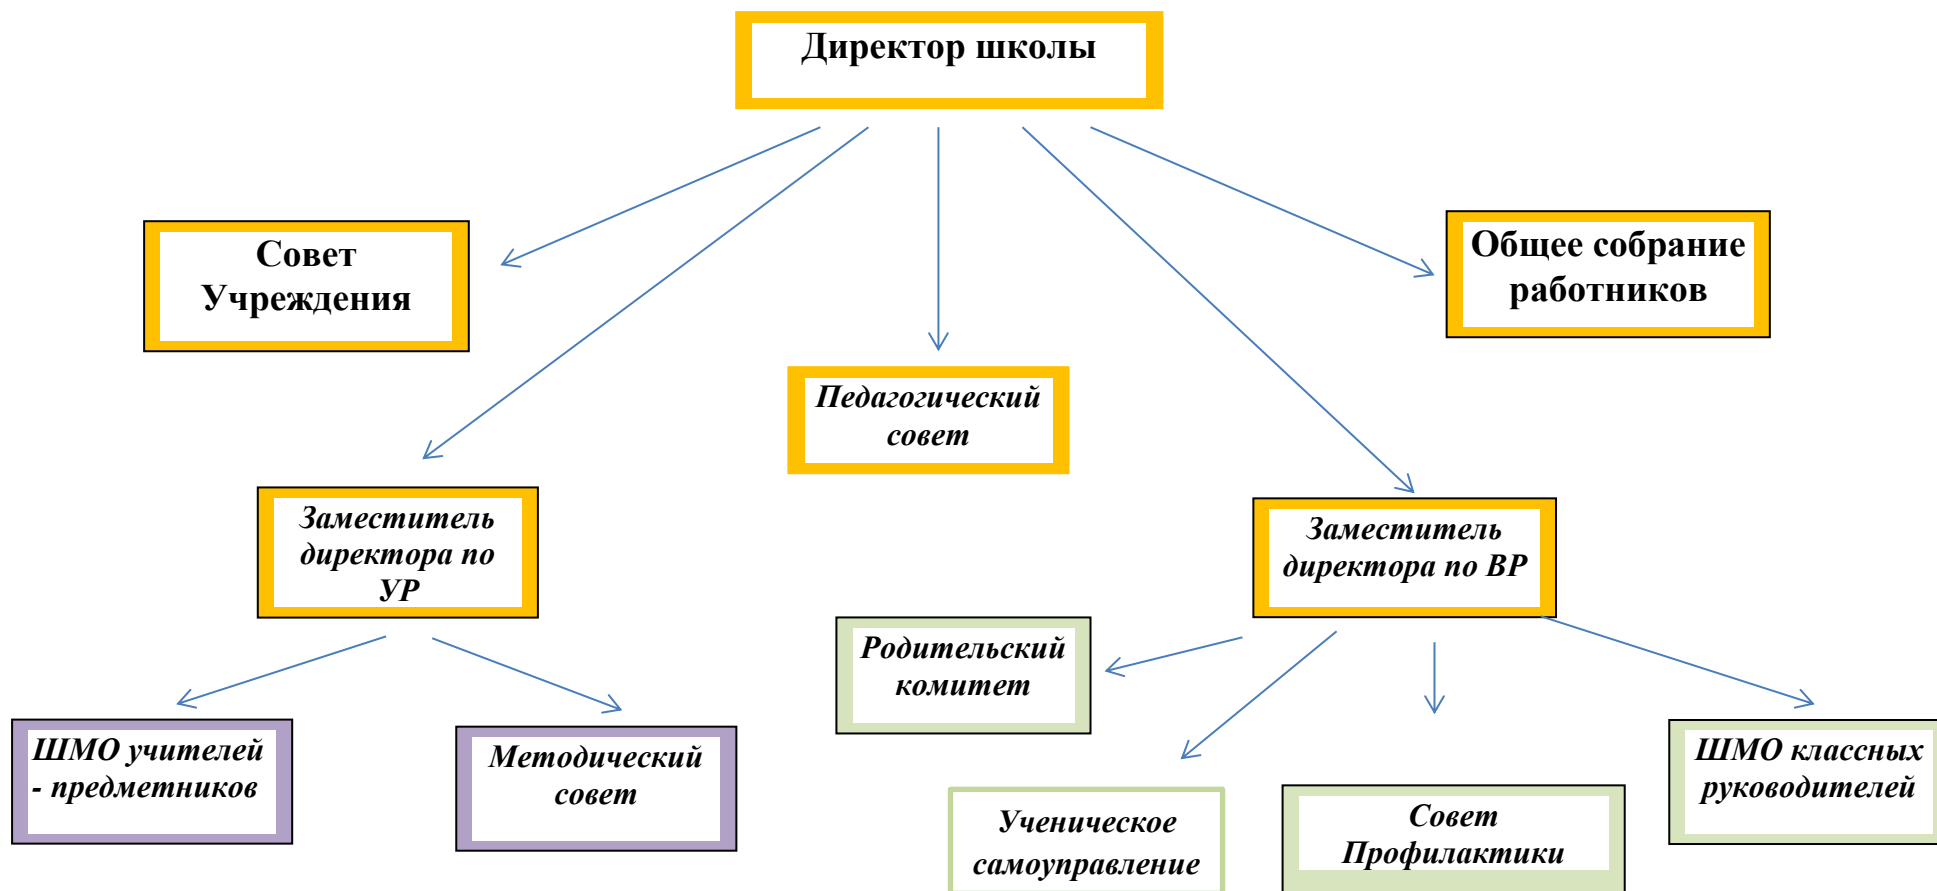 Директор школы
Совет
Учреждения
Общее собрание
работников
Педагогический
совет
Заместитель
директора по
УР
Заместитель
директора по ВР
Родительский
комитет
ШМО учителей
- предметников
Методический
совет
ШМО классных
руководителей
Ученическое
самоуправление
Совет
Профилактики